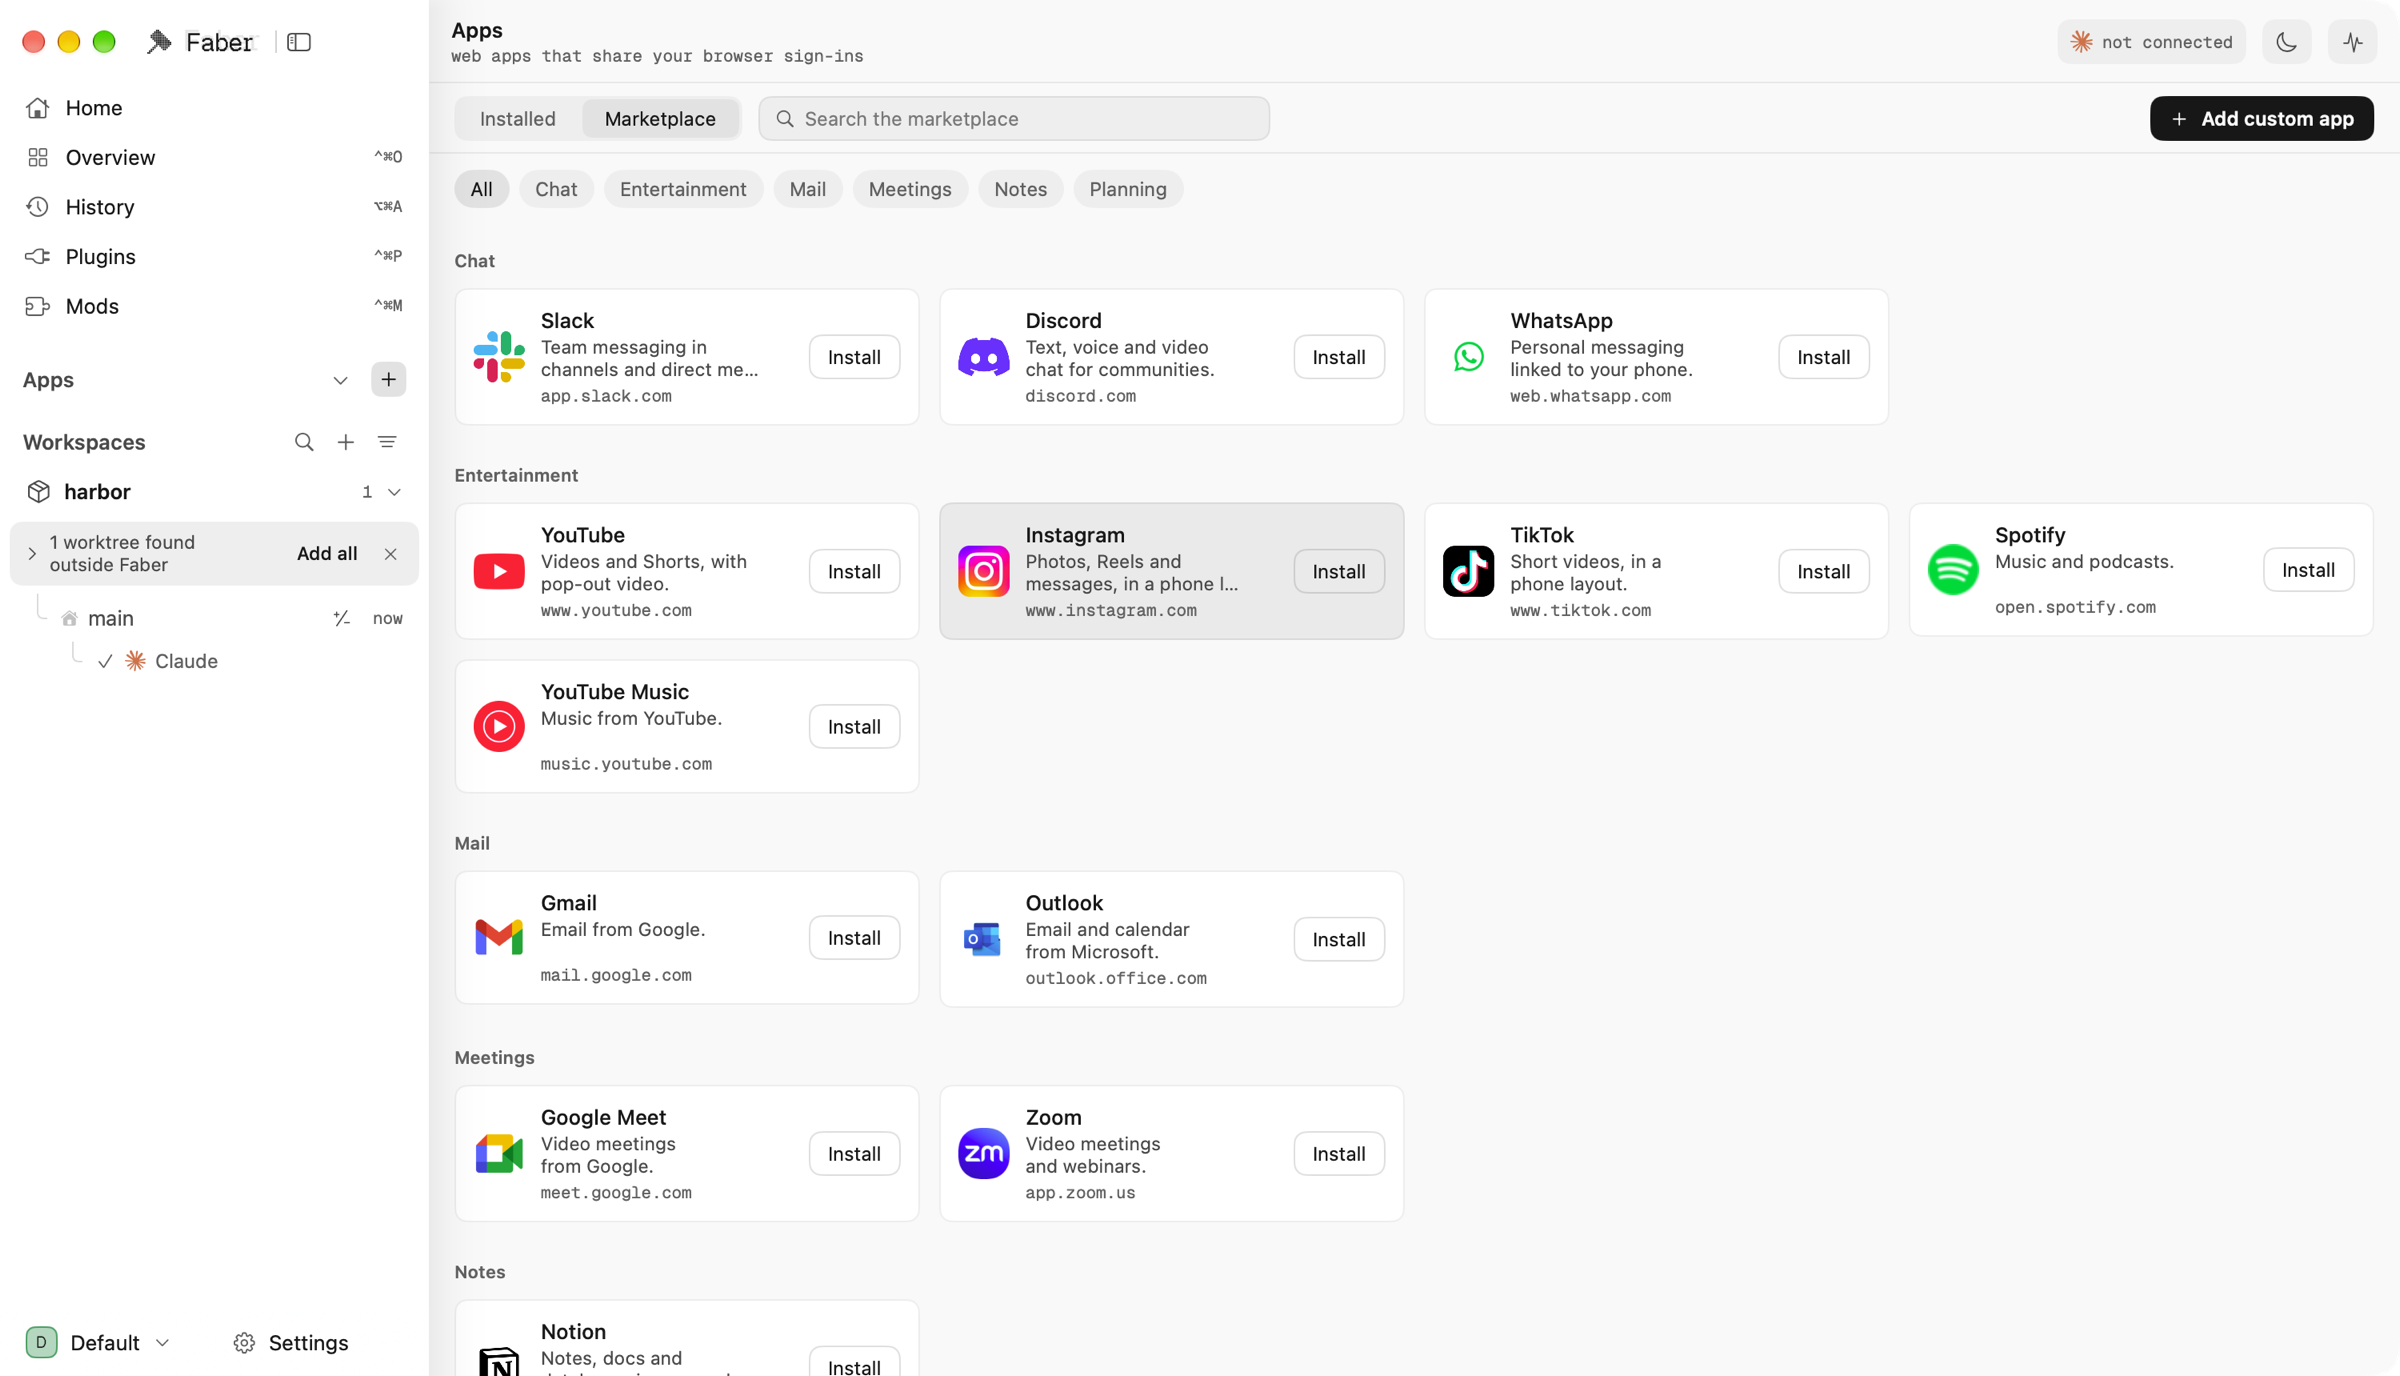 Faber
Home
Overview ^⌘O
History ⌥⌘A
Plugins ^⌘P
Mods ^⌘M
Apps
Workspaces
harbor 1
1 worktree found
outside Faber
Add all
main +⁄- now
Claude
D Default
Settings
Apps
web apps that share your browser sign-ins
not connected
Installed
Marketplace
Search the marketplace
Add custom app
All
Chat
Entertainment
Mail
Meetings
Notes
Planning
Chat
Slack
Team messaging in
channels and direct me...
app.slack.com
Install
Discord
Text, voice and video
chat for communities.
discord.com
Install
WhatsApp
Personal messaging
linked to your phone.
web.whatsapp.com
Install
Entertainment
YouTube
Videos and Shorts, with
pop-out video.
www.youtube.com
Install
Instagram
Photos, Reels and
messages, in a phone l...
www.instagram.com
Install
TikTok
Short videos, in a
phone layout.
www.tiktok.com
Install
Spotify
Music and podcasts.
open.spotify.com
Install
YouTube Music
Music from YouTube.
music.youtube.com
Install
Mail
Gmail
Email from Google.
mail.google.com
Install
O
Outlook
Email and calendar
from Microsoft.
outlook.office.com
Install
Meetings
Google Meet
Video meetings
from Google.
meet.google.com
Install
zm
Zoom
Video meetings
and webinars.
app.zoom.us
Install
Notes
N
Notion
Notes, docs and
Install